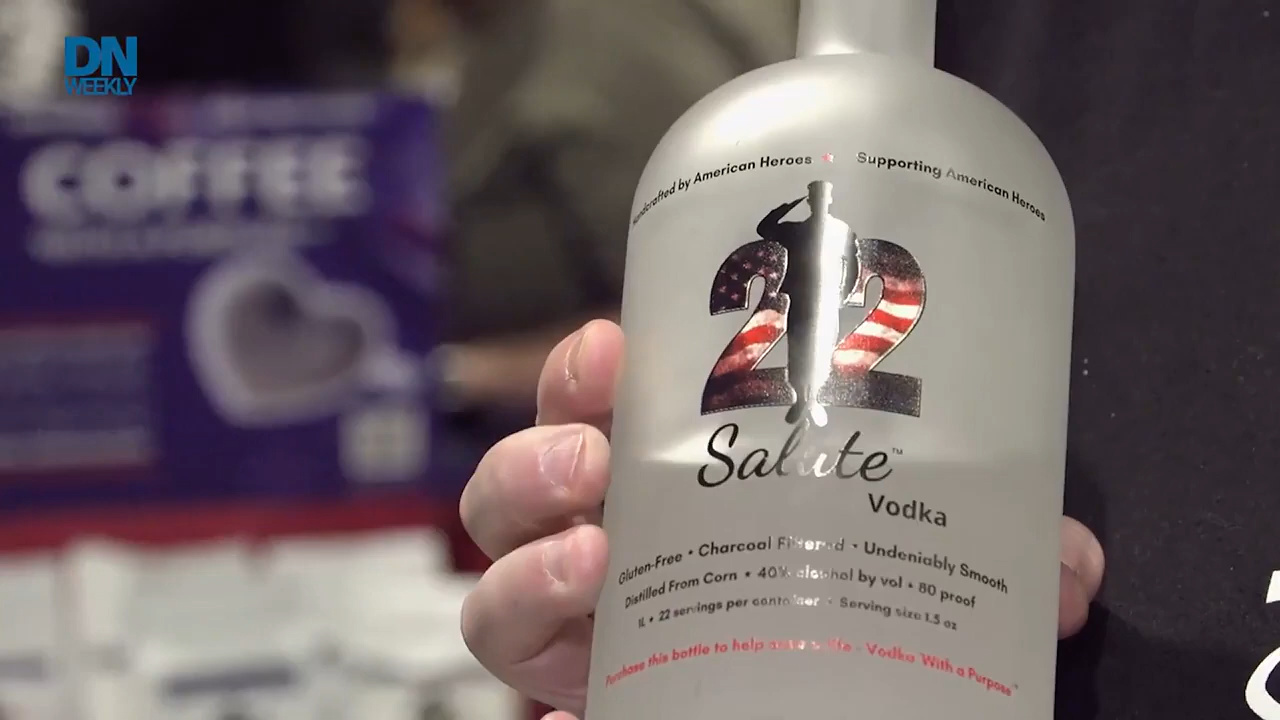 DN
WEEKLY
COFFEE
Handcrafted by American Heroes ★ Supporting American Heroes
22
Salute™
Vodka
Gluten-Free • Charcoal Filtered • Undeniably Smooth
Distilled From Corn • 40% alcohol by vol • 80 proof
1L • 22 servings per container • Serving size 1.5 oz
Purchase this bottle to help life - Vodka With a Purpose